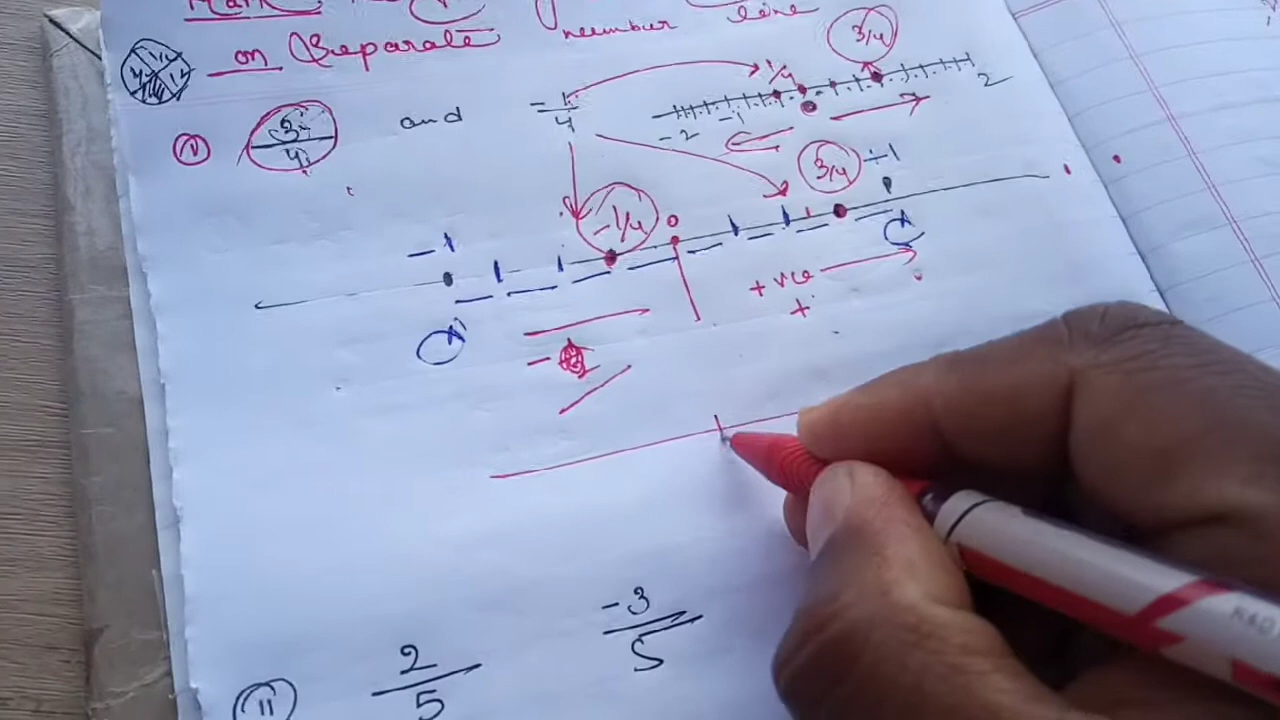 Mark
on Separate number line
3/4 and -1/4
1/4 3/4
-2 -1 2
3/4 +1
-1 -1/4 0
+ve
+
-
2/5 -3/5
II